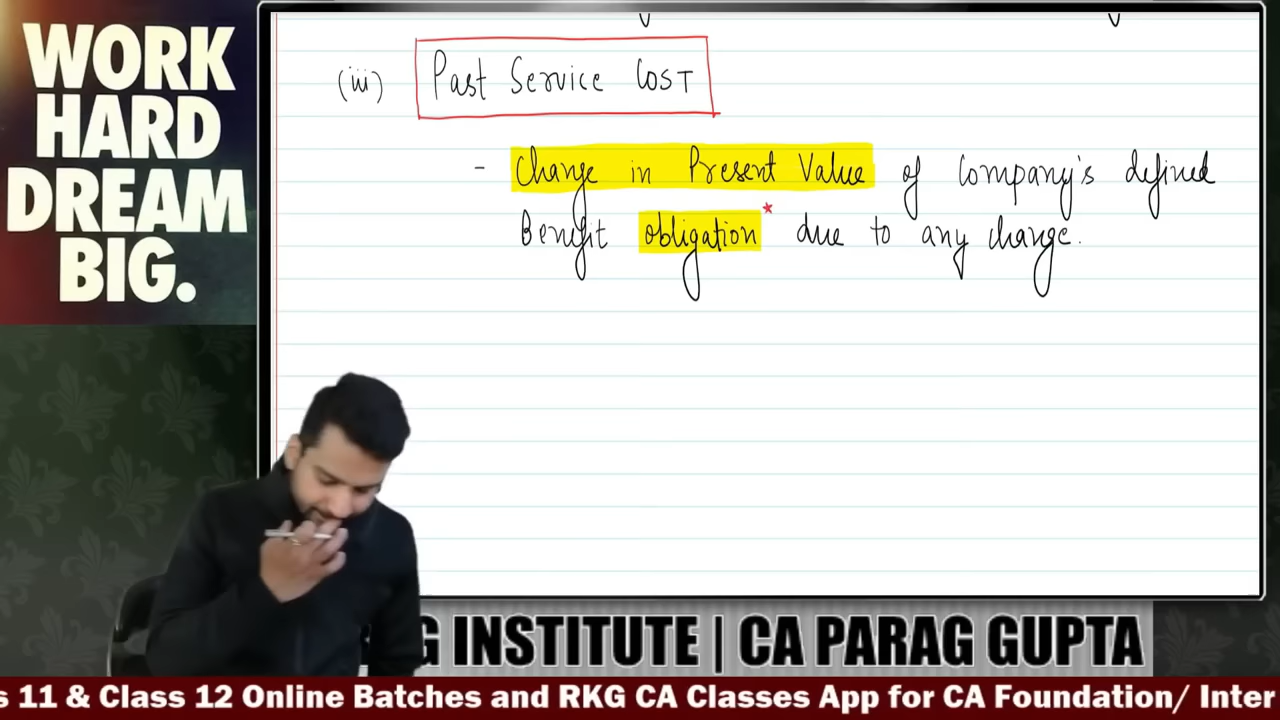 WORK
HARD
DREAM
BIG.
(iii) Past Service Cost
- Change in Present Value of Company's defined
Benefit obligation* due to any change.
G INSTITUTE | CA PARAG GUPTA
s 11 & Class 12 Online Batches and RKG CA Classes App for CA Foundation/ Inter